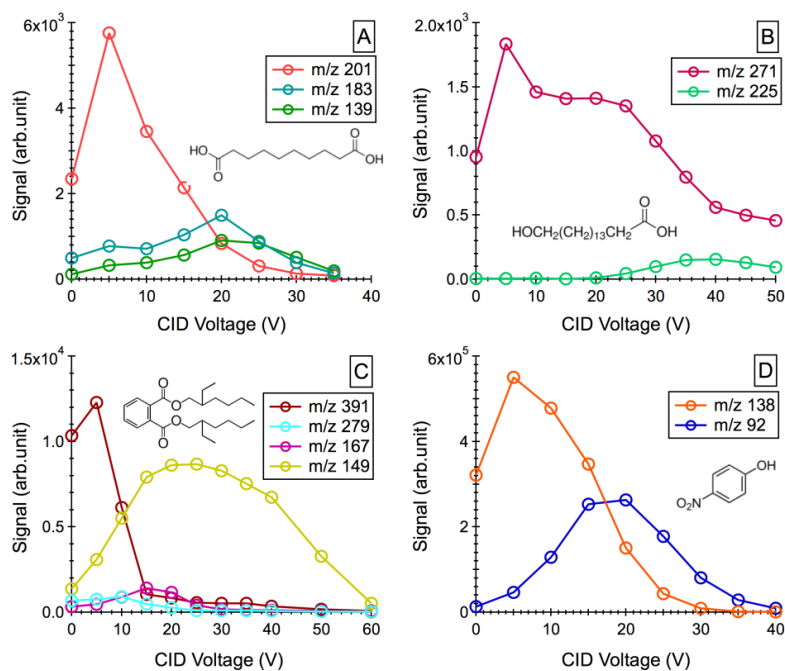 6x10³
A
m/z 201
m/z 183
m/z 139
Signal (arb.unit)
4
2
0
HO
O
O
OH
0
10
20
30
40
CID Voltage (V)
2.0x10³
B
m/z 271
m/z 225
Signal (arb.unit)
1.5
1.0
0.5
0.0
HOCH₂(CH₂)₁₃CH₂
O
OH
0
10
20
30
40
50
CID Voltage (V)
1.5x10⁴
C
m/z 391
m/z 279
m/z 167
m/z 149
Signal (arb.unit)
1.0
0.5
0.0
O
O
O
O
0
10
20
30
40
50
60
CID Voltage (V)
6x10⁵
D
m/z 138
m/z 92
Signal (arb.unit)
4
2
0
OH
O₂N
0
10
20
30
40
CID Voltage (V)